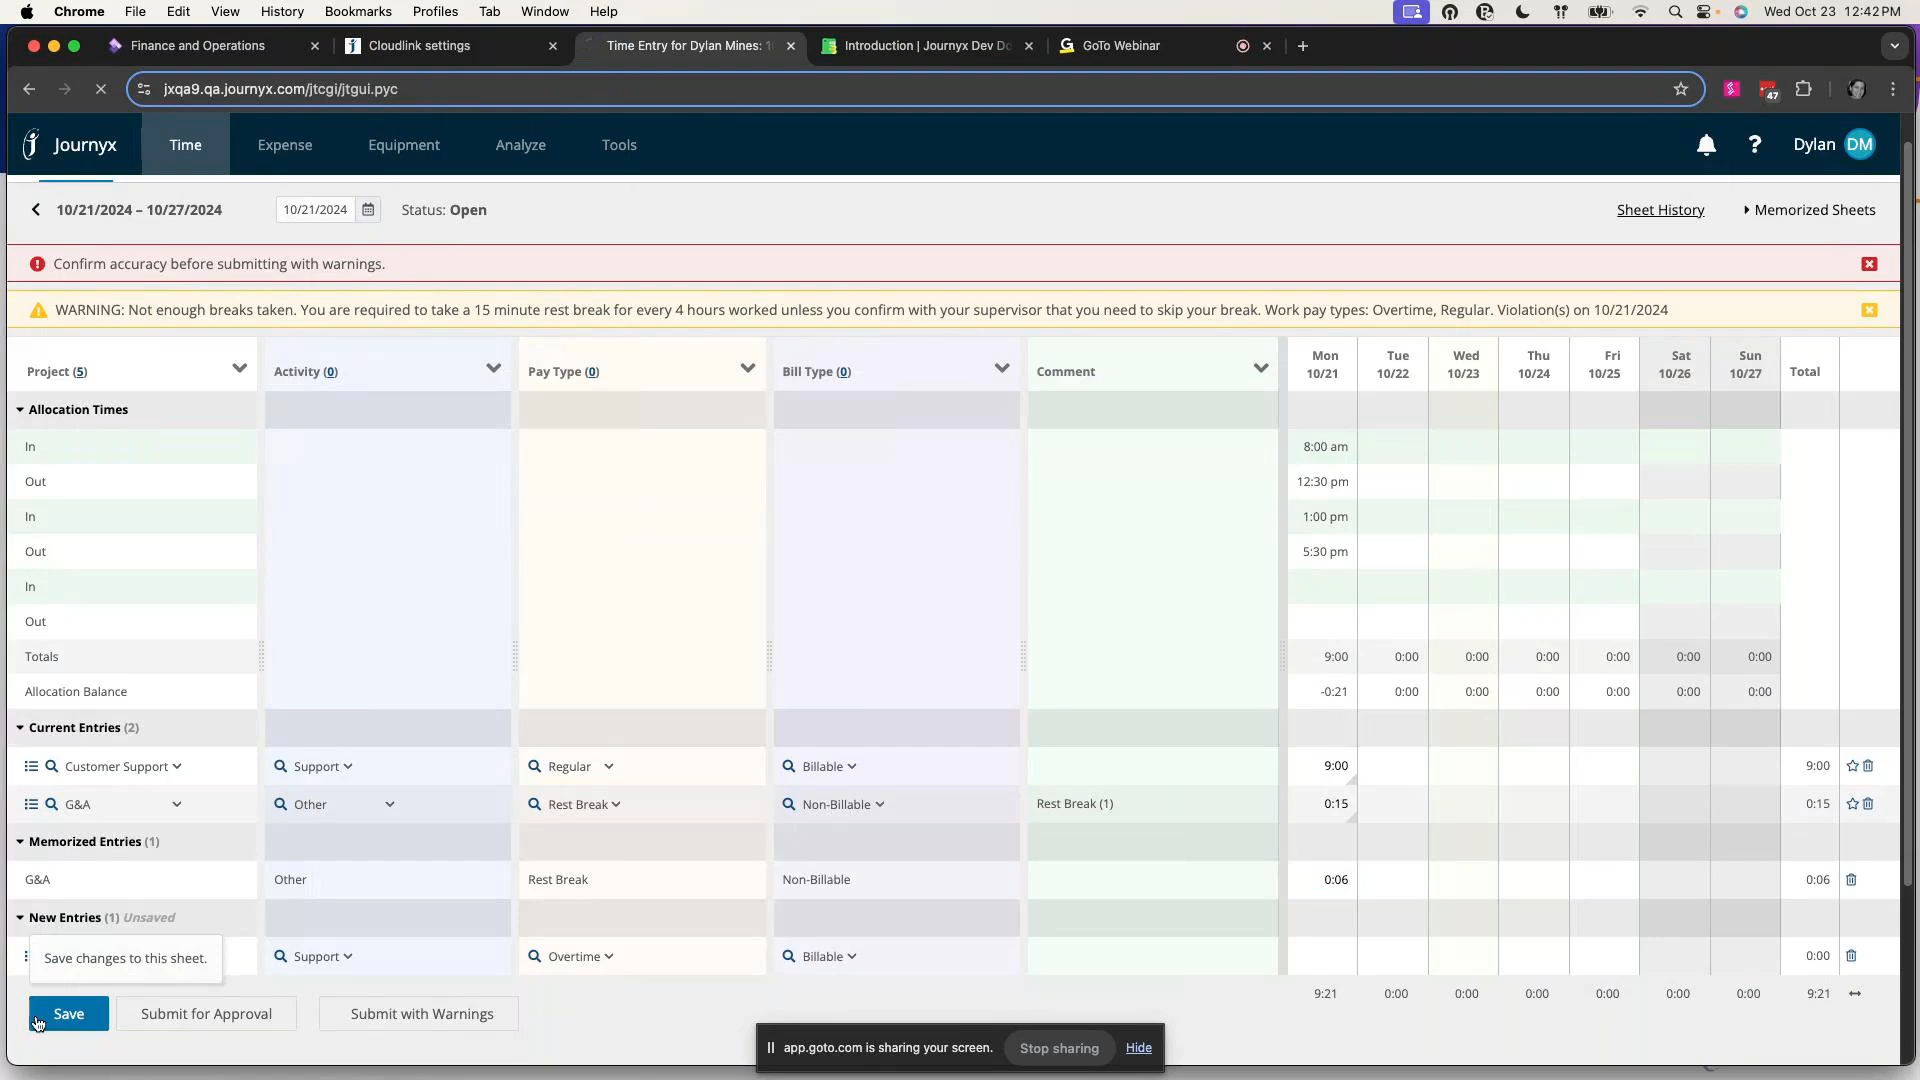 Chrome File Edit View History Bookmarks Profiles Tab Window Help Wed Oct 23 12:42 PM
Finance and Operations Cloudlink settings Time Entry for Dylan Mines: 1 Introduction | Journyx Dev Do GoTo Webinar
jxqa9.qa.journyx.com/jtcgi/jtgui.pyc 47
Journyx Time Expense Equipment Analyze Tools ? Dylan DM
10/21/2024 – 10/27/2024 10/21/2024 Status: Open Sheet History Memorized Sheets
Confirm accuracy before submitting with warnings.
WARNING: Not enough breaks taken. You are required to take a 15 minute rest break for every 4 hours worked unless you confirm with your supervisor that you need to skip your break. Work pay types: Overtime, Regular. Violation(s) on 10/21/2024
Project (5) Activity (0) Pay Type (0) Bill Type (0) Comment Mon 10/21 Tue 10/22 Wed 10/23 Thu 10/24 Fri 10/25 Sat 10/26 Sun 10/27 Total
Allocation Times
In 8:00 am
Out 12:30 pm
In 1:00 pm
Out 5:30 pm
In
Out
Totals 9:00 0:00 0:00 0:00 0:00 0:00 0:00
Allocation Balance -0:21 0:00 0:00 0:00 0:00 0:00 0:00
Current Entries (2)
Customer Support Support Regular Billable 9:00 9:00
G&A Other Rest Break Non-Billable Rest Break (1) 0:15 0:15
Memorized Entries (1)
G&A Other Rest Break Non-Billable 0:06 0:06
New Entries (1) Unsaved
Save changes to this sheet. Support Overtime Billable 0:00
9:21 0:00 0:00 0:00 0:00 0:00 0:00 9:21
Save Submit for Approval Submit with Warnings
app.goto.com is sharing your screen. Stop sharing Hide